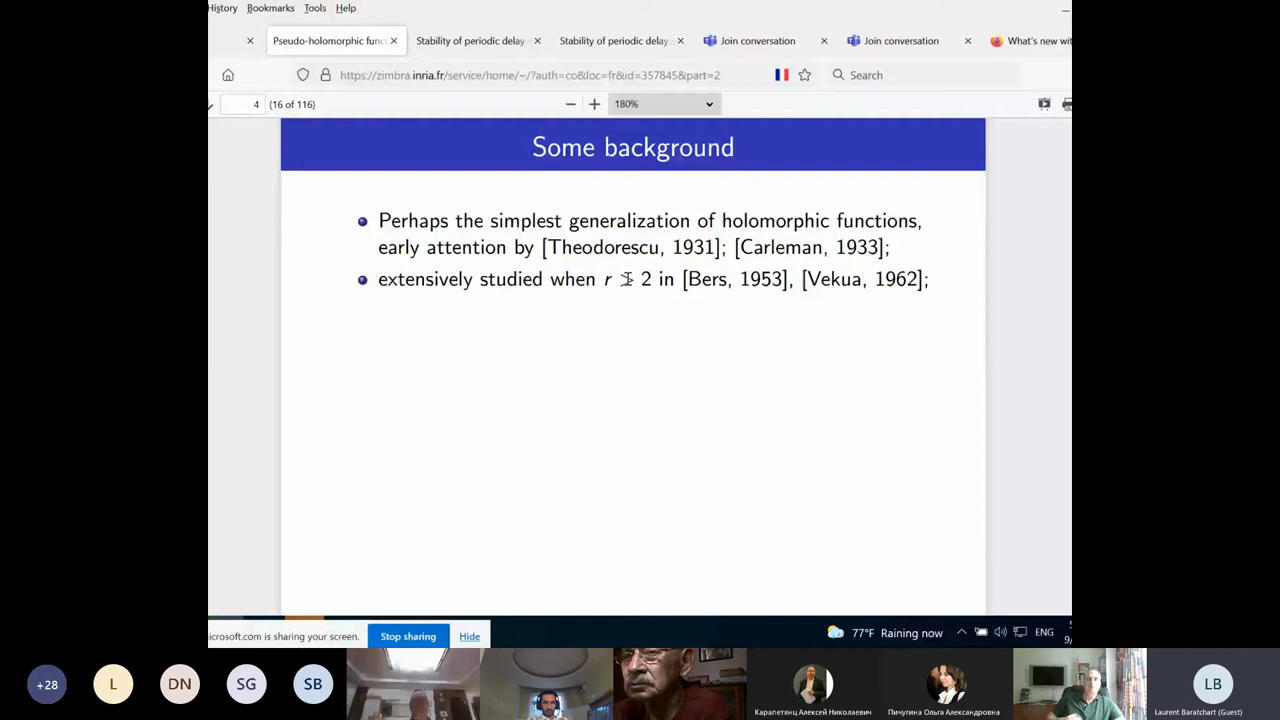 History Bookmarks Tools Help
Pseudo-holomorphic func Stability of periodic delay Stability of periodic delay Join conversation Join conversation What's new wit
https://zimbra.inria.fr/service/home/~/?auth=co&loc=fr&id=357845&part=2 Search
4 (16 of 116) 180%
Some background
Perhaps the simplest generalization of holomorphic functions,
early attention by [Theodorescu, 1931]; [Carleman, 1933];
extensively studied when r > 2 in [Bers, 1953], [Vekua, 1962];
icrosoft.com is sharing your screen. Stop sharing Hide
77°F Raining now ENG
+28 L DN SG SB LB
Карапетянц Алексей Николаевич Пичугина Ольга Александровна Laurent Baratchart (Guest)